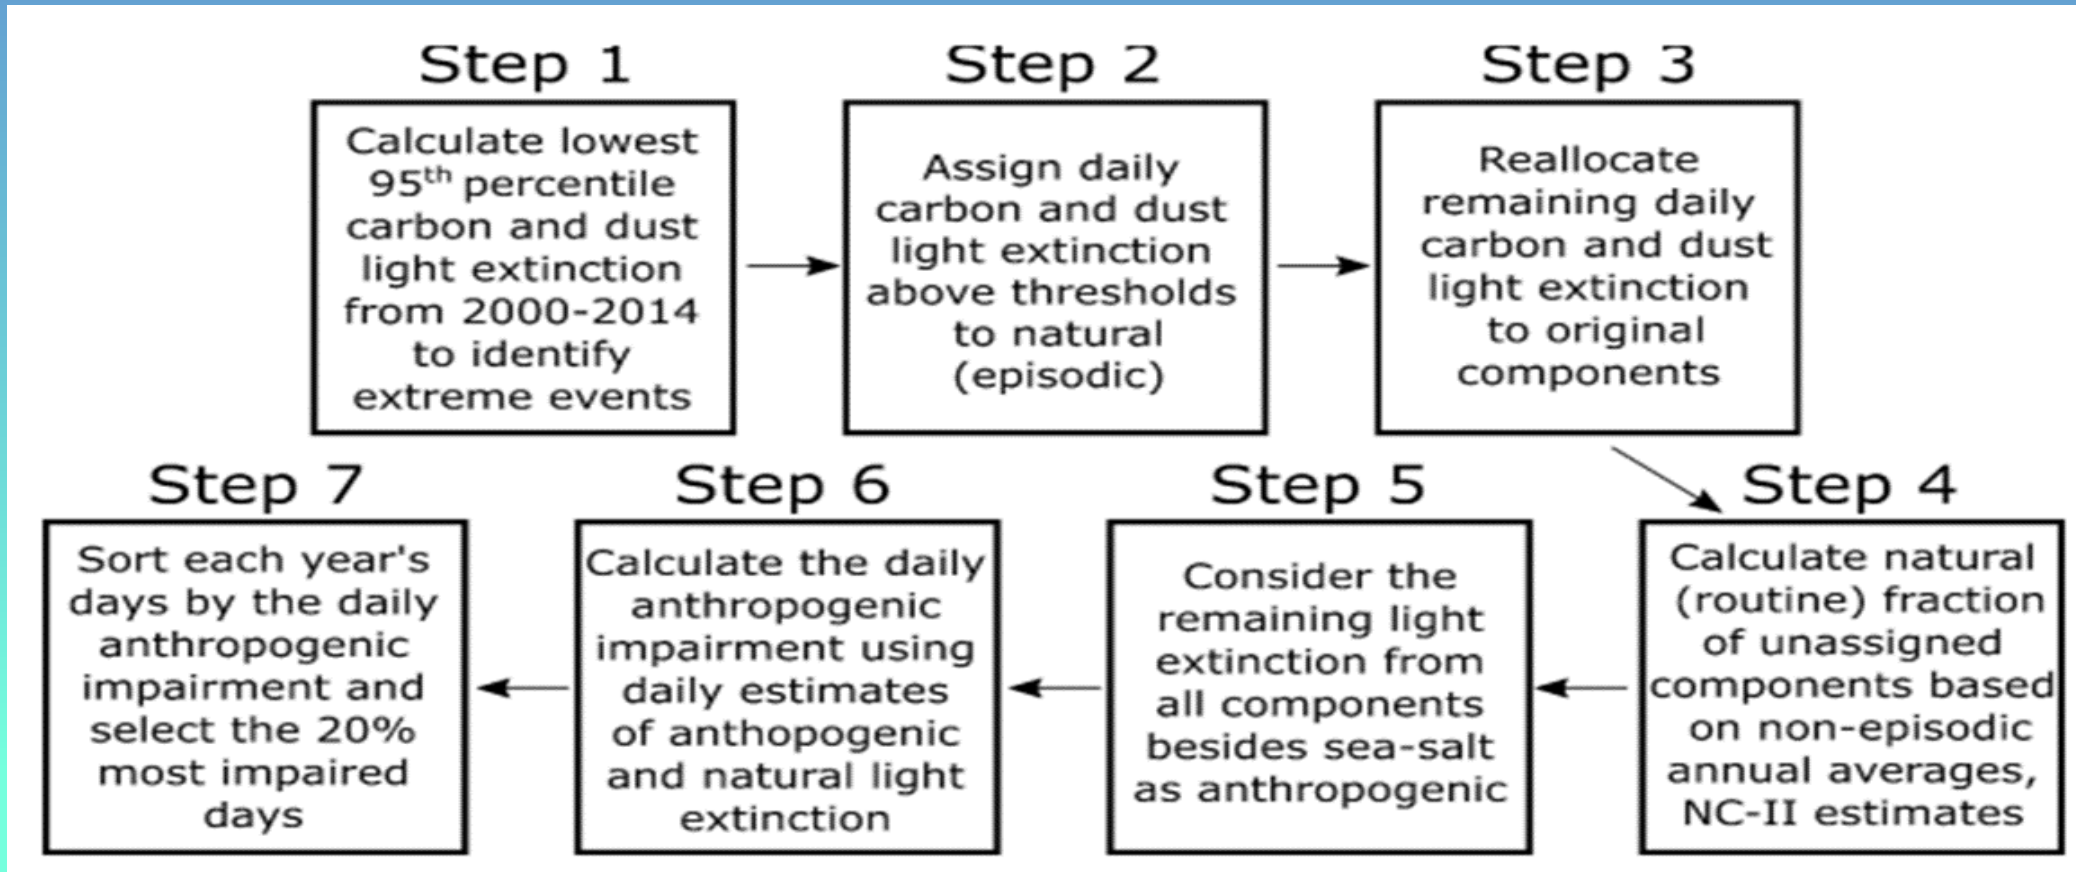 Step 1
Calculate lowest
95th percentile
carbon and dust
light extinction
from 2000-2014
to identify
extreme events
Step 2
Assign daily
carbon and dust
light extinction
above thresholds
to natural
(episodic)
Step 3
Reallocate
remaining daily
carbon and dust
light extinction
to original
components
Step 4
Calculate natural
(routine) fraction
of unassigned
components based
on non-episodic
annual averages,
NC-II estimates
Step 5
Consider the
remaining light
extinction from
all components
besides sea-salt
as anthropogenic
Step 6
Calculate the daily
anthropogenic
impairment using
daily estimates
of anthopogenic
and natural light
extinction
Step 7
Sort each year's
days by the daily
anthropogenic
impairment and
select the 20%
most impaired
days